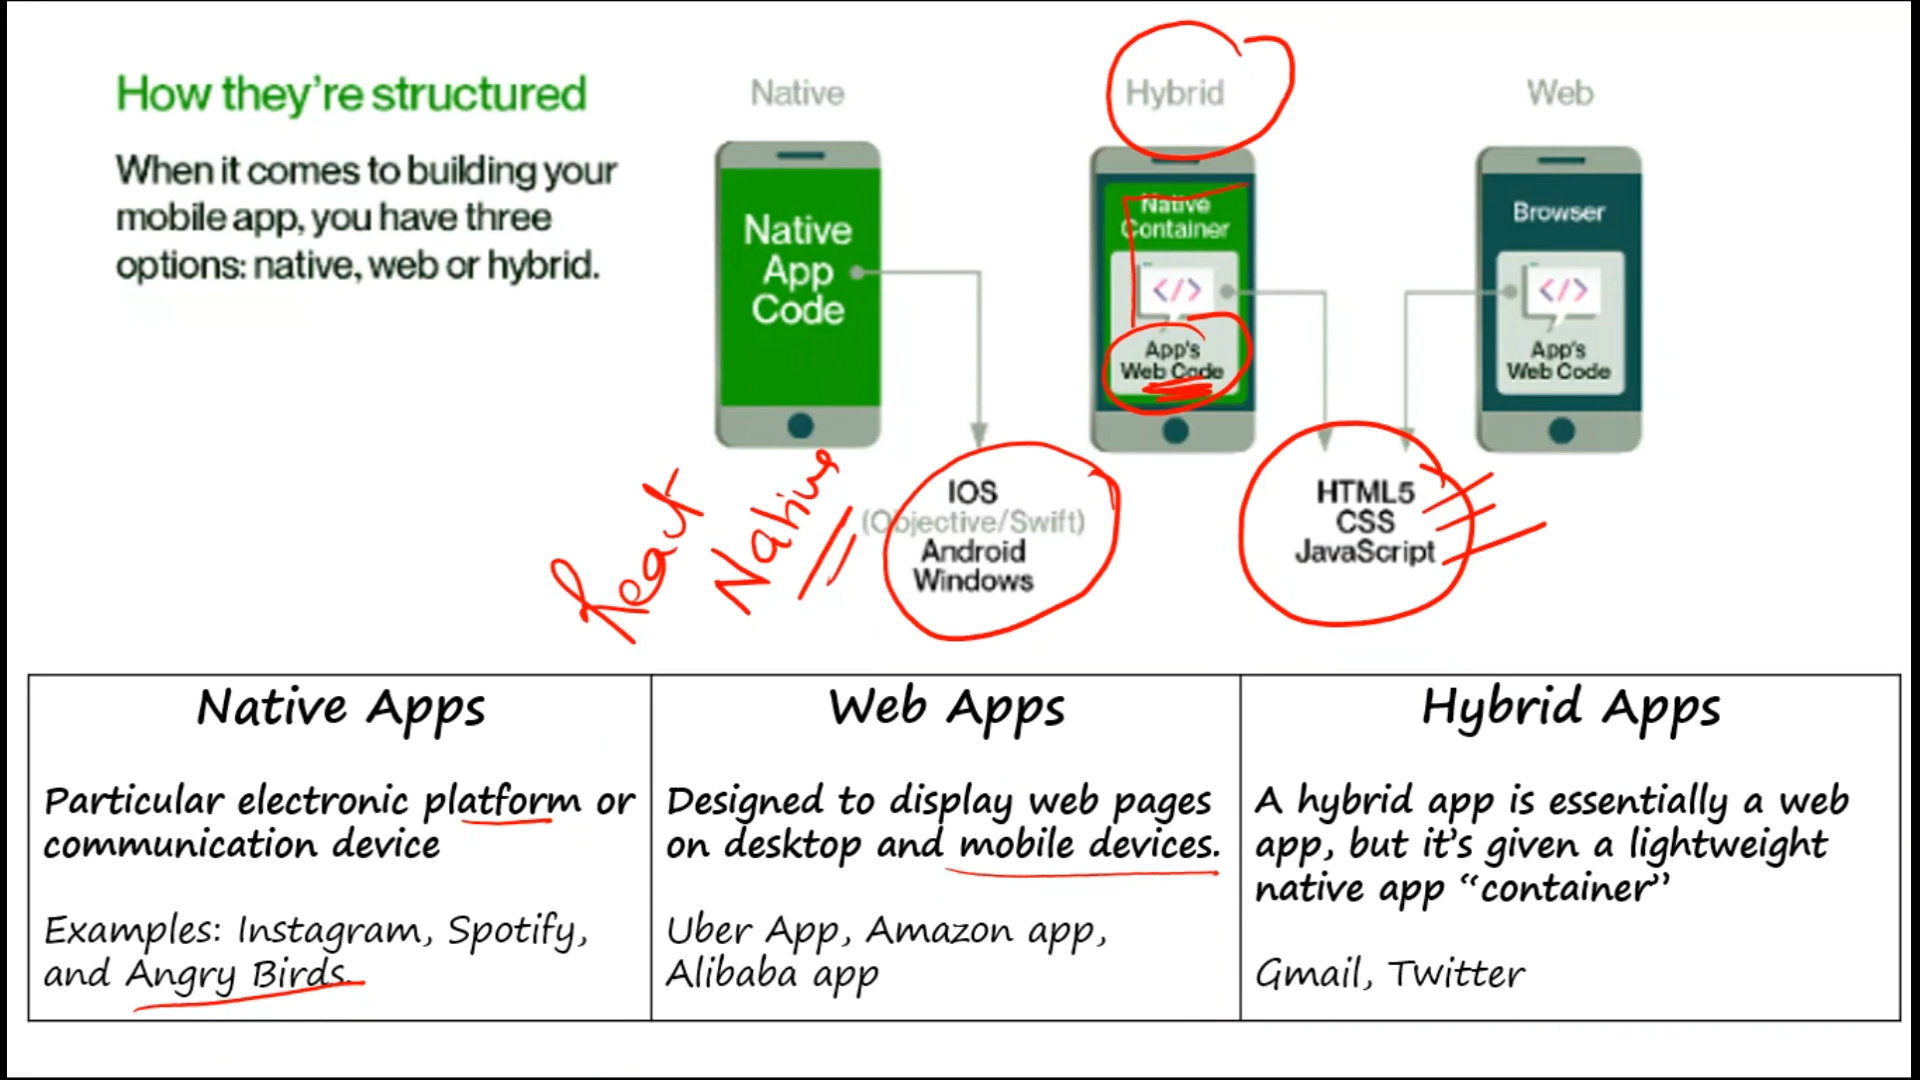 How they're structured
When it comes to building your
mobile app, you have three
options: native, web or hybrid.
Native
Hybrid
Web
Native
App
Code
Native
Container
</>
App's
Web Code
Browser
</>
App's
Web Code
IOS
(Objective/Swift)
Android
Windows
HTML5
CSS
JavaScript
React
Native
Native Apps
Particular electronic platform or
communication device
Examples: Instagram, Spotify,
and Angry Birds.
Web Apps
Designed to display web pages
on desktop and mobile devices.
Uber App, Amazon app,
Alibaba app
Hybrid Apps
A hybrid app is essentially a web
app, but it's given a lightweight
native app “container”
Gmail, Twitter